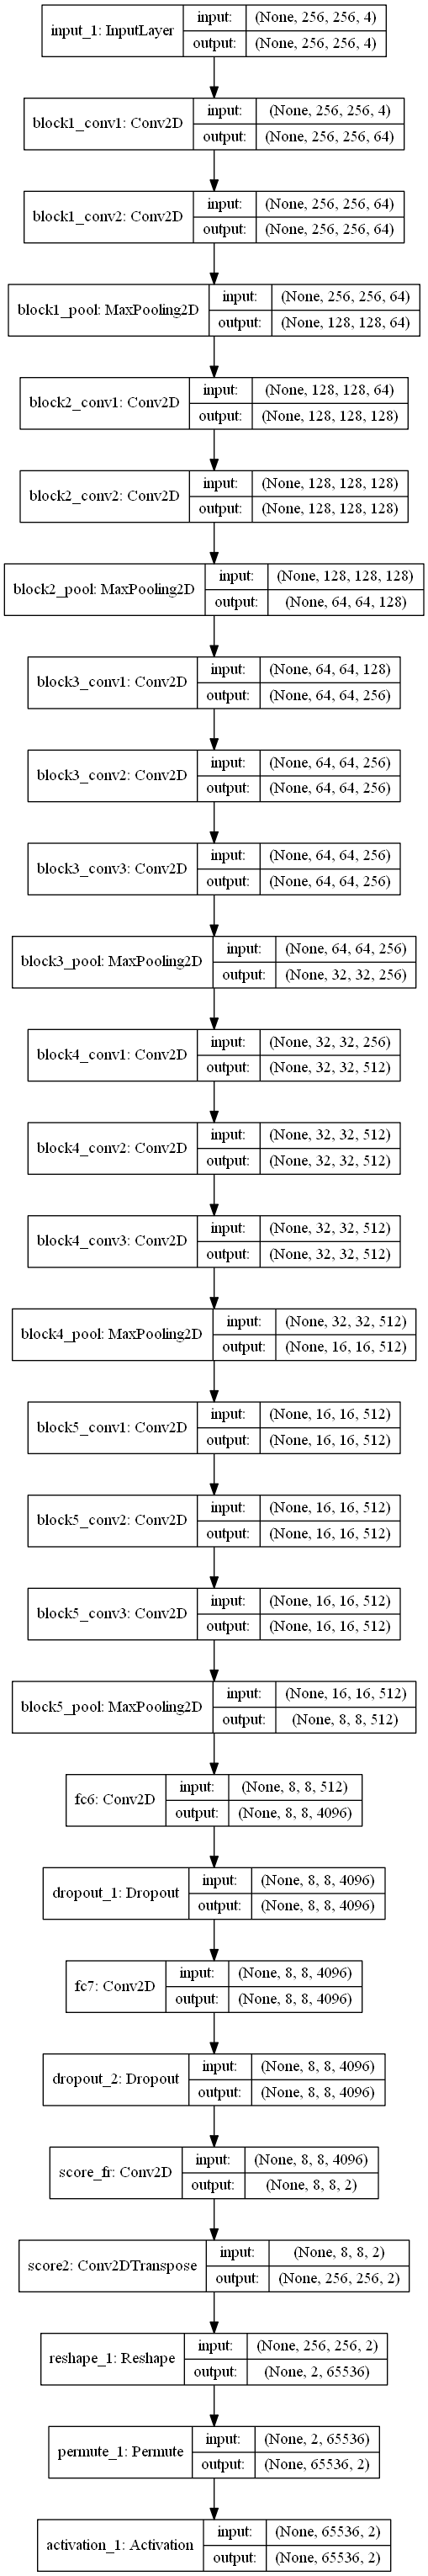 input_1: InputLayer
input: (None, 256, 256, 4)
output: (None, 256, 256, 4)
block1_conv1: Conv2D
input: (None, 256, 256, 4)
output: (None, 256, 256, 64)
block1_conv2: Conv2D
input: (None, 256, 256, 64)
output: (None, 256, 256, 64)
block1_pool: MaxPooling2D
input: (None, 256, 256, 64)
output: (None, 128, 128, 64)
block2_conv1: Conv2D
input: (None, 128, 128, 64)
output: (None, 128, 128, 128)
block2_conv2: Conv2D
input: (None, 128, 128, 128)
output: (None, 128, 128, 128)
block2_pool: MaxPooling2D
input: (None, 128, 128, 128)
output: (None, 64, 64, 128)
block3_conv1: Conv2D
input: (None, 64, 64, 128)
output: (None, 64, 64, 256)
block3_conv2: Conv2D
input: (None, 64, 64, 256)
output: (None, 64, 64, 256)
block3_conv3: Conv2D
input: (None, 64, 64, 256)
output: (None, 64, 64, 256)
block3_pool: MaxPooling2D
input: (None, 64, 64, 256)
output: (None, 32, 32, 256)
block4_conv1: Conv2D
input: (None, 32, 32, 256)
output: (None, 32, 32, 512)
block4_conv2: Conv2D
input: (None, 32, 32, 512)
output: (None, 32, 32, 512)
block4_conv3: Conv2D
input: (None, 32, 32, 512)
output: (None, 32, 32, 512)
block4_pool: MaxPooling2D
input: (None, 32, 32, 512)
output: (None, 16, 16, 512)
block5_conv1: Conv2D
input: (None, 16, 16, 512)
output: (None, 16, 16, 512)
block5_conv2: Conv2D
input: (None, 16, 16, 512)
output: (None, 16, 16, 512)
block5_conv3: Conv2D
input: (None, 16, 16, 512)
output: (None, 16, 16, 512)
block5_pool: MaxPooling2D
input: (None, 16, 16, 512)
output: (None, 8, 8, 512)
fc6: Conv2D
input: (None, 8, 8, 512)
output: (None, 8, 8, 4096)
dropout_1: Dropout
input: (None, 8, 8, 4096)
output: (None, 8, 8, 4096)
fc7: Conv2D
input: (None, 8, 8, 4096)
output: (None, 8, 8, 4096)
dropout_2: Dropout
input: (None, 8, 8, 4096)
output: (None, 8, 8, 4096)
score_fr: Conv2D
input: (None, 8, 8, 4096)
output: (None, 8, 8, 2)
score2: Conv2DTranspose
input: (None, 8, 8, 2)
output: (None, 256, 256, 2)
reshape_1: Reshape
input: (None, 256, 256, 2)
output: (None, 2, 65536)
permute_1: Permute
input: (None, 2, 65536)
output: (None, 65536, 2)
activation_1: Activation
input: (None, 65536, 2)
output: (None, 65536, 2)